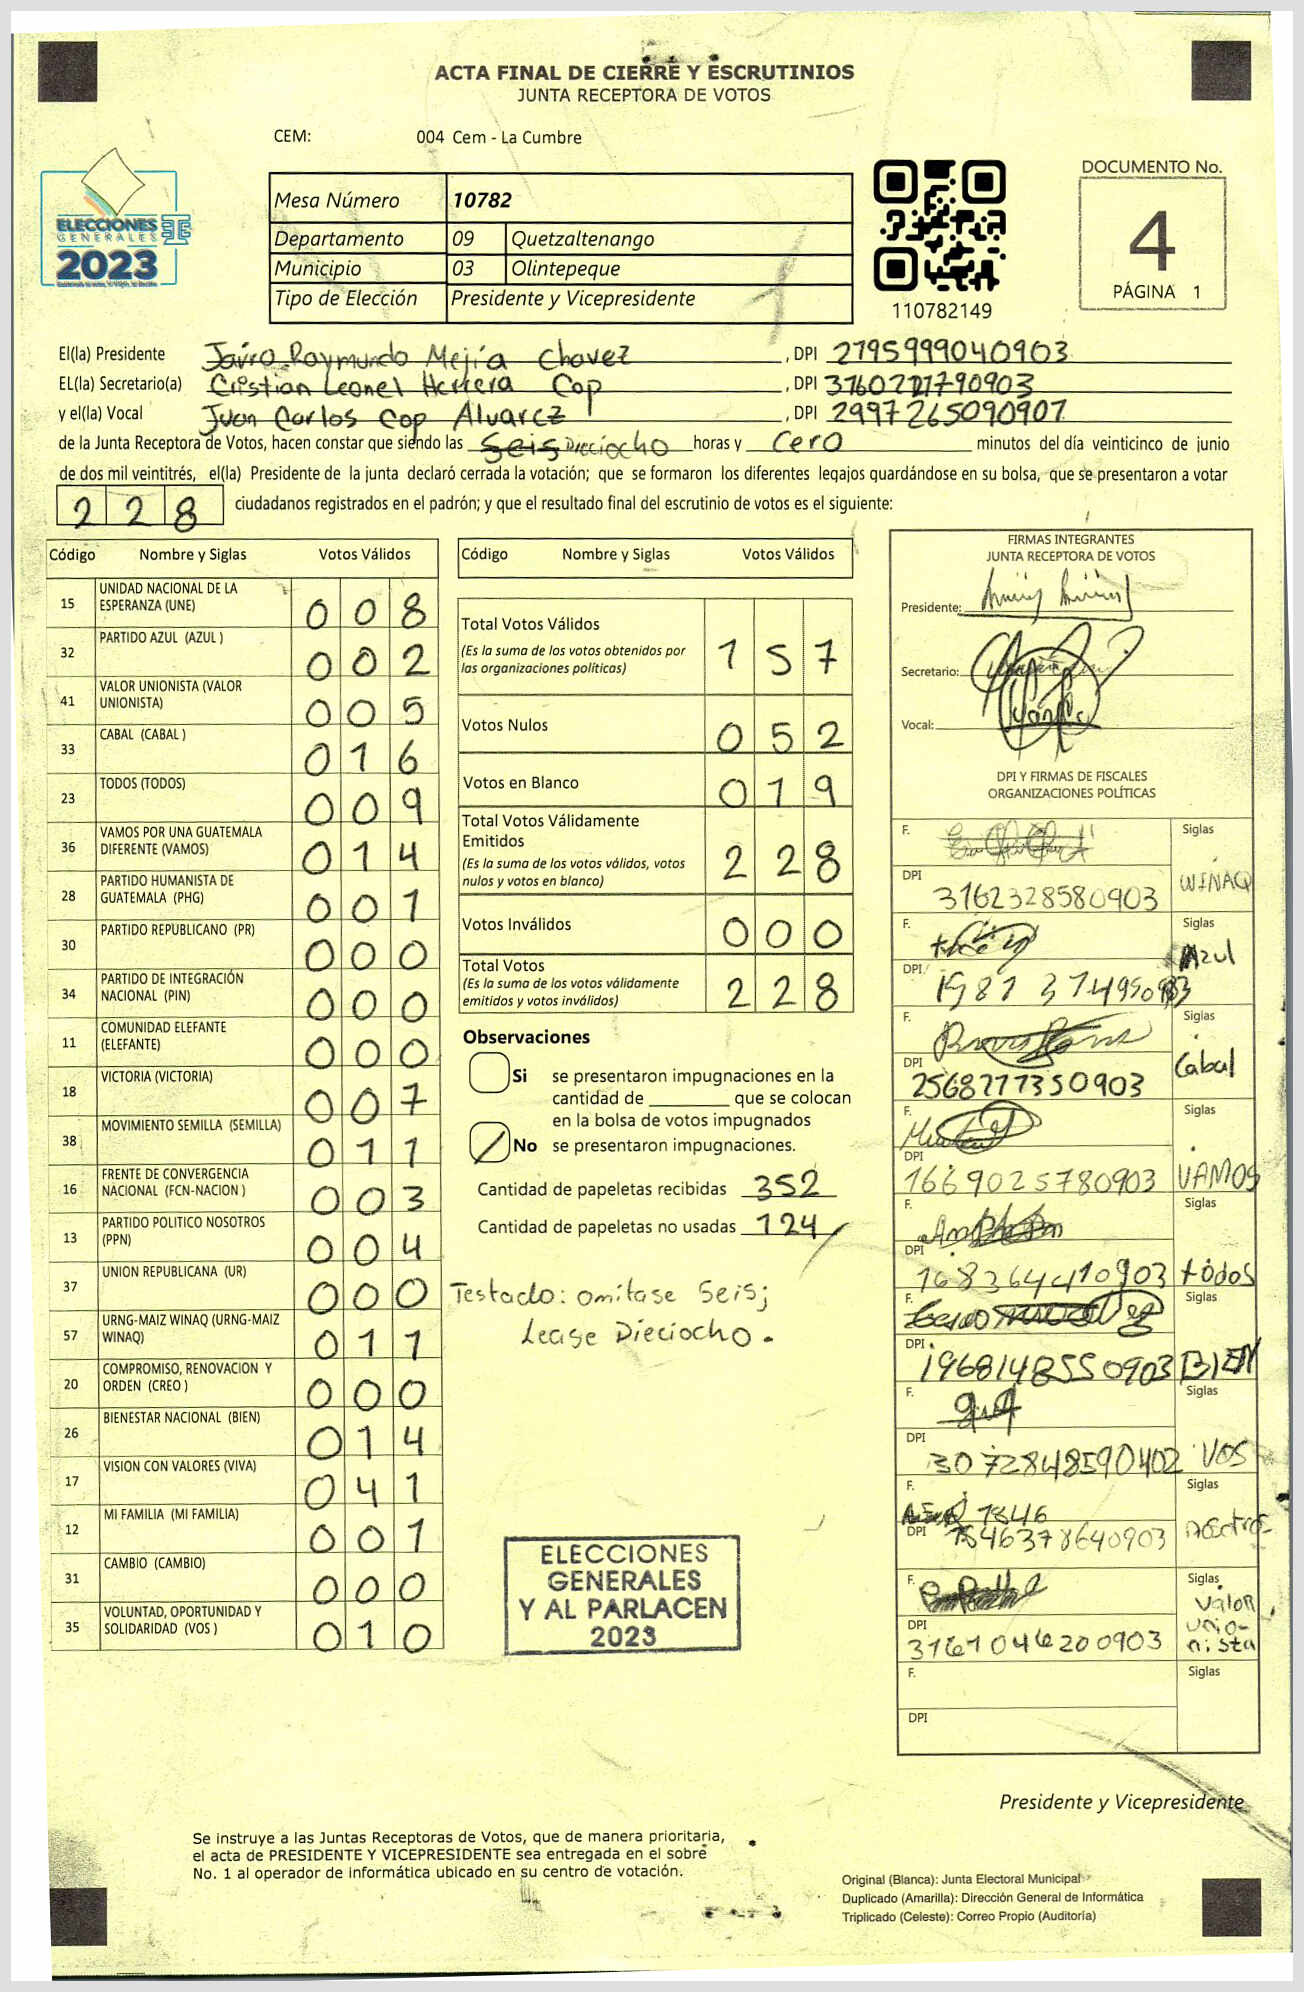 ACTA FINAL DE CIERRE Y ESCRUTINIOS
JUNTA RECEPTORA DE VOTOS
CEM: 004 Cem - La Cumbre
DOCUMENTO No.
4
PÁGINA 1
ELECCIONES
GENERALES
2023
Mesa Número 10782
Departamento 09 Quetzaltenango
Municipio 03 Olintepeque
Tipo de Elección Presidente y Vicepresidente
110782149
El(la) Presidente Jairo Raymundo Mejía Chavez , DPI 2795999040903
EL(la) Secretario(a) Cristian Leonel Herrera Cop , DPI
y el(la) Vocal Juan Carlos Cop Alvarez , DPI 2997265090907
de la Junta Receptora de Votos, hacen constar que siendo las Seis Dieciocho horas y Cero minutos del día veinticinco de junio
de dos mil veintitrés, el(la) Presidente de la junta declaró cerrada la votación; que se formaron los diferentes legajos guardándose en su bolsa, que se presentaron a votar
228 ciudadanos registrados en el padrón; y que el resultado final del escrutinio de votos es el siguiente:
Código Nombre y Siglas Votos Válidos
15 UNIDAD NACIONAL DE LA ESPERANZA (UNE) 008
32 PARTIDO AZUL (AZUL ) 002
41 VALOR UNIONISTA (VALOR UNIONISTA) 005
33 CABAL (CABAL ) 016
23 TODOS (TODOS) 009
36 VAMOS POR UNA GUATEMALA DIFERENTE (VAMOS) 014
28 PARTIDO HUMANISTA DE GUATEMALA (PHG) 001
30 PARTIDO REPUBLICANO (PR) 000
34 PARTIDO DE INTEGRACIÓN NACIONAL (PIN) 000
11 COMUNIDAD ELEFANTE (ELEFANTE) 000
18 VICTORIA (VICTORIA) 007
38 MOVIMIENTO SEMILLA (SEMILLA) 011
16 FRENTE DE CONVERGENCIA NACIONAL (FCN-NACION ) 003
13 PARTIDO POLITICO NOSOTROS (PPN) 004
37 UNION REPUBLICANA (UR) 000
57 URNG-MAIZ WINAQ (URNG-MAIZ WINAQ) 011
20 COMPROMISO, RENOVACION Y ORDEN (CREO ) 000
26 BIENESTAR NACIONAL (BIEN) 014
17 VISION CON VALORES (VIVA) 041
12 MI FAMILIA (MI FAMILIA) 001
31 CAMBIO (CAMBIO) 000
35 VOLUNTAD, OPORTUNIDAD Y SOLIDARIDAD (VOS ) 010
Código Nombre y Siglas Votos Válidos
Total Votos Válidos 157
(Es la suma de los votos obtenidos por
las organizaciones políticas)
Votos Nulos 052
Votos en Blanco 019
Total Votos Válidamente
Emitidos 228
(Es la suma de los votos válidos, votos
nulos y votos en blanco)
Votos Inválidos 000
Total Votos 228
(Es la suma de los votos válidamente
emitidos y votos inválidos)
Observaciones
Si se presentaron impugnaciones en la
cantidad de ________ que se colocan
en la bolsa de votos impugnados
No se presentaron impugnaciones.
Cantidad de papeletas recibidas 352
Cantidad de papeletas no usadas 124
Testado: omitase Seis;
Lease Dieciocho.
ELECCIONES
GENERALES
Y AL PARLACEN
2023
FIRMAS INTEGRANTES
JUNTA RECEPTORA DE VOTOS
Presidente:
Secretario:
Vocal:
DPI Y FIRMAS DE FISCALES
ORGANIZACIONES POLÍTICAS
F. Siglas
DPI 3162328580903 WINAQ
F. Siglas
DPI Azul
F. Siglas
DPI 2568277350903 Cabal
F. Siglas
DPI 1669025780903 VAMOS
F. Siglas
DPI 1683644410903 todos
F. Siglas
DPI 1968148550903 BIEN
F. Siglas
DPI 3072848590402 VOS
F. Siglas
DPI
F. Siglas
DPI 3161046200903 Valor unionista
F. Siglas
DPI
Presidente y Vicepresidente
Se instruye a las Juntas Receptoras de Votos, que de manera prioritaria,
el acta de PRESIDENTE Y VICEPRESIDENTE sea entregada en el sobre
No. 1 al operador de informática ubicado en su centro de votación.
Original (Blanca): Junta Electoral Municipal
Duplicado (Amarilla): Dirección General de Informática
Triplicado (Celeste): Correo Propio (Auditoría)